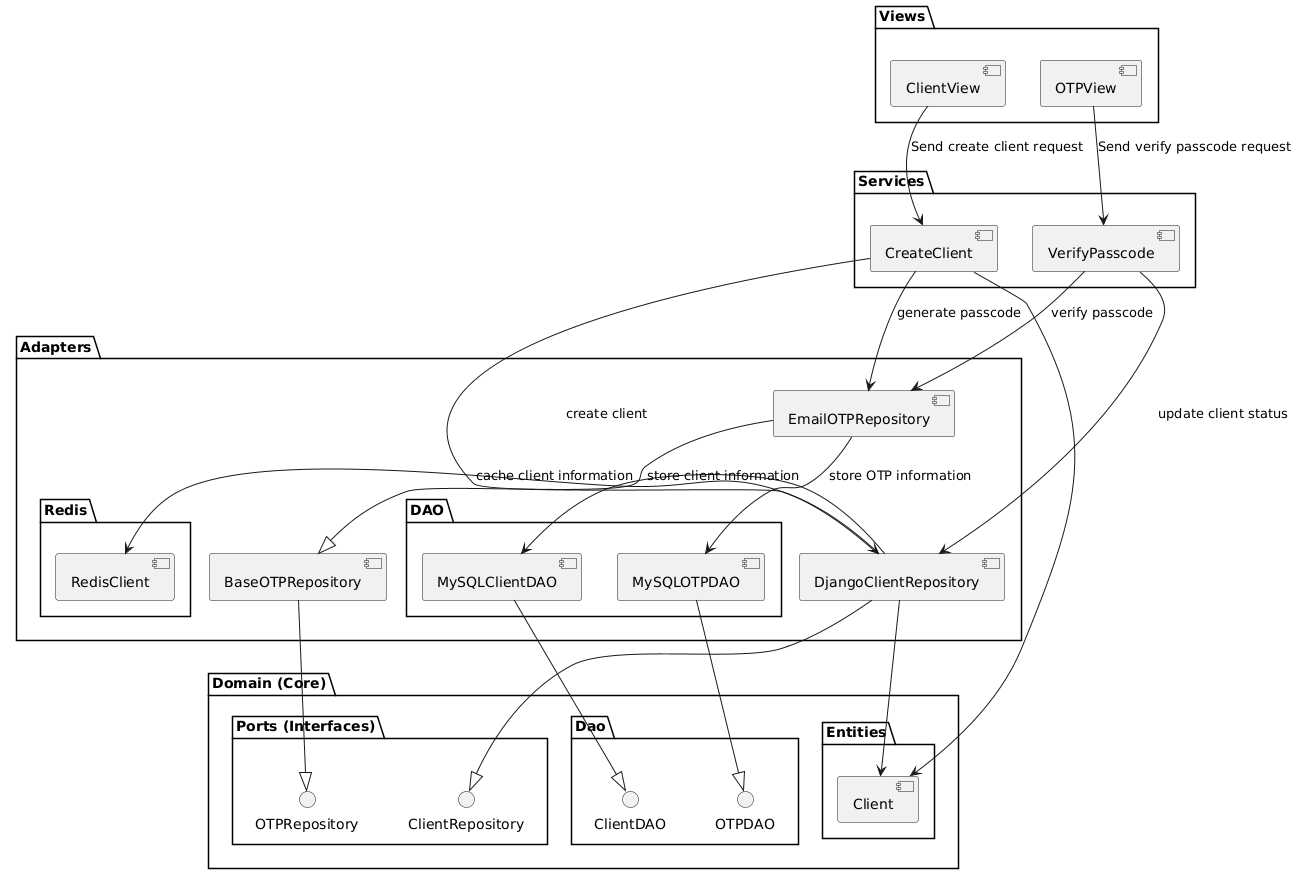 Views
ClientView
OTPView
Send create client request
Send verify passcode request
Services
CreateClient
VerifyPasscode
generate passcode
verify passcode
Adapters
EmailOTPRepository
create client
update client status
cache client information
store client information
store OTP information
Redis
DAO
RedisClient
BaseOTPRepository
MySQLClientDAO
MySQLOTPDAO
DjangoClientRepository
Domain (Core)
Ports (Interfaces)
Dao
Entities
Client
OTPRepository
ClientRepository
ClientDAO
OTPDAO